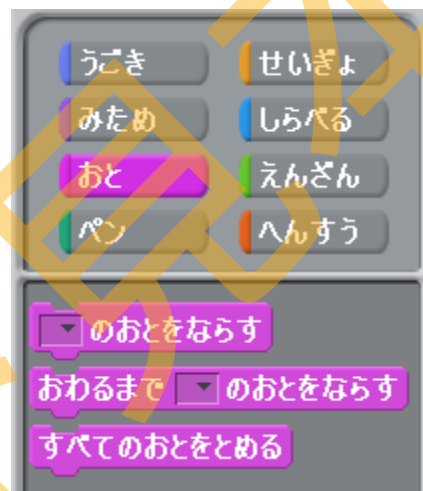 うごき せいぎょ
みため しらべる
おと えんざん
ペン へんすう
のおとをならす
おわるまで のおとをならす
すべてのおとをとめる